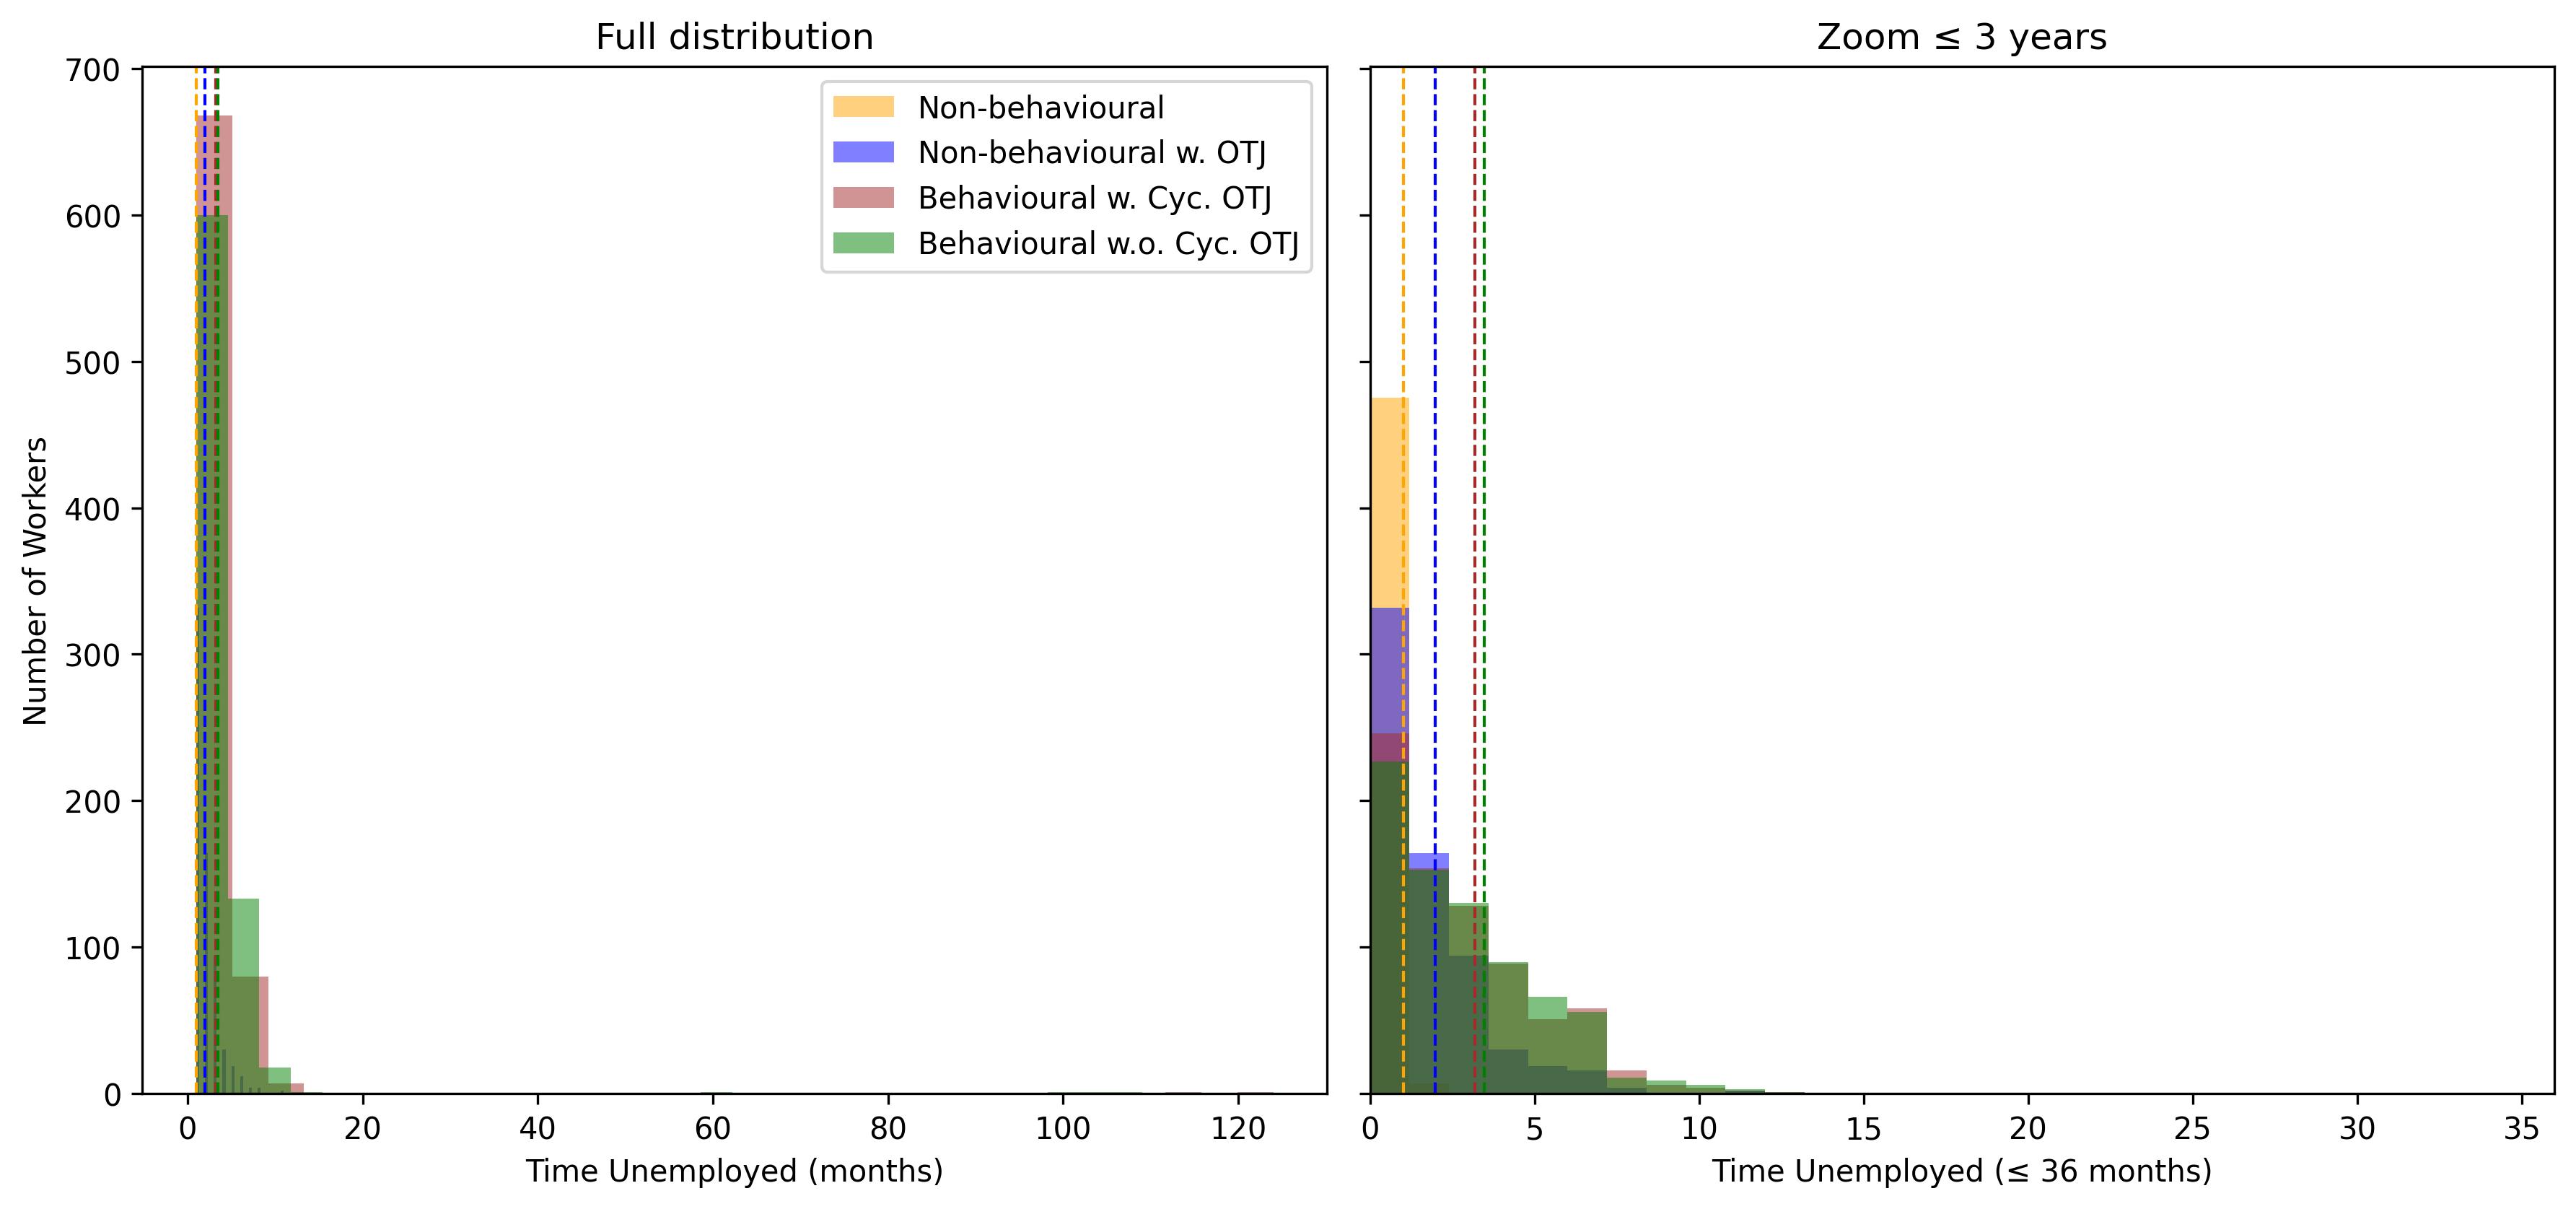 Full distribution
700
600
500
400
300
200
100
0
Number of Workers
Non-behavioural
Non-behavioural w. OTJ
Behavioural w. Cyc. OTJ
Behavioural w.o. Cyc. OTJ
0 20 40 60 80 100 120
Time Unemployed (months)
Zoom ≤ 3 years
0 5 10 15 20 25 30 35
Time Unemployed (≤ 36 months)